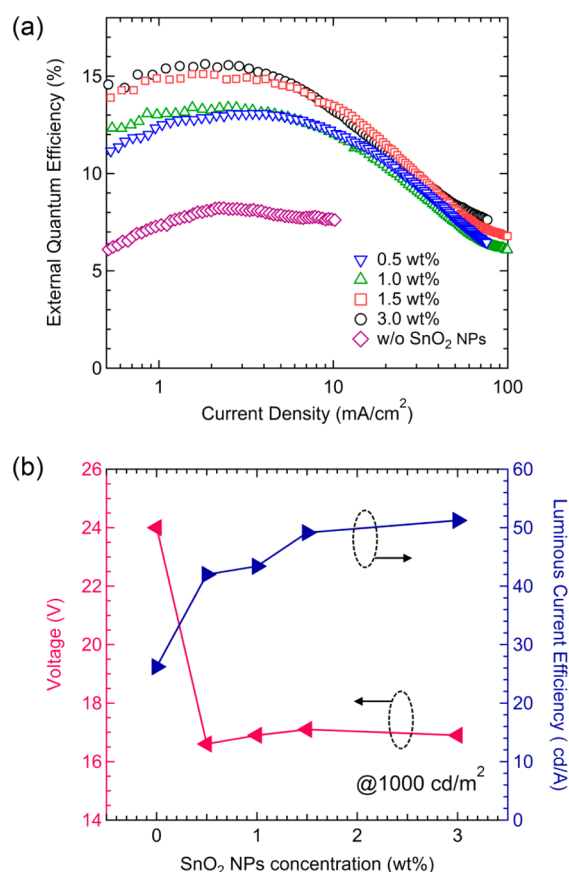 (a)
External Quantum Efficiency (%)
15
10
5
0
0.5 wt%
1.0 wt%
1.5 wt%
3.0 wt%
w/o SnO₂ NPs
1
10
100
Current Density (mA/cm²)
(b)
Voltage (V)
26
24
22
20
18
16
14
60
50
40
30
20
10
0
Luminous Current
Efficiency ( cd/A)
@1000 cd/m²
0
1
2
3
SnO₂ NPs concentration (wt%)